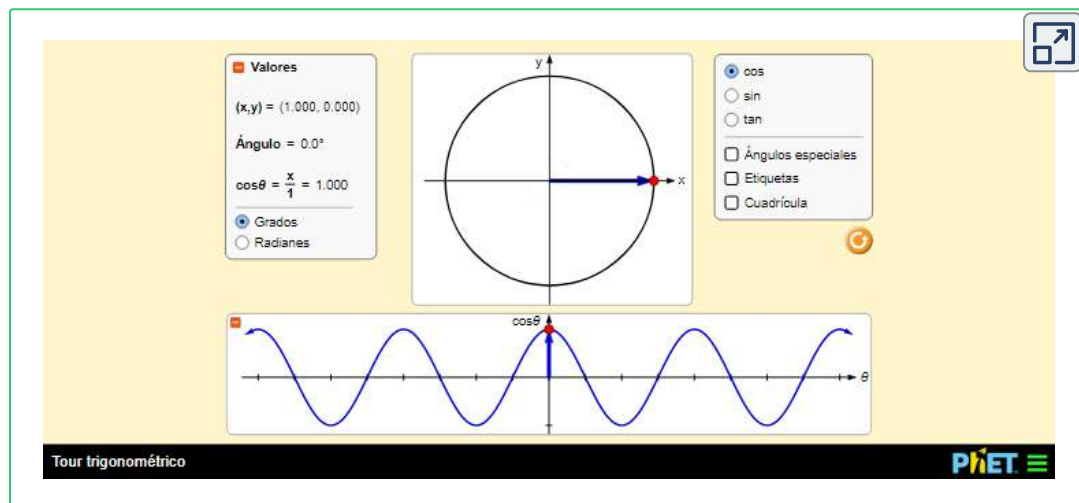 Valores
(x,y) = (1.000, 0.000)
Ángulo = 0.0°
cosθ = x/1 = 1.000
Grados
Radianes
y
x
cos
sin
tan
Ángulos especiales
Etiquetas
Cuadrícula
cosθ
θ
Tour trigonométrico
PhET